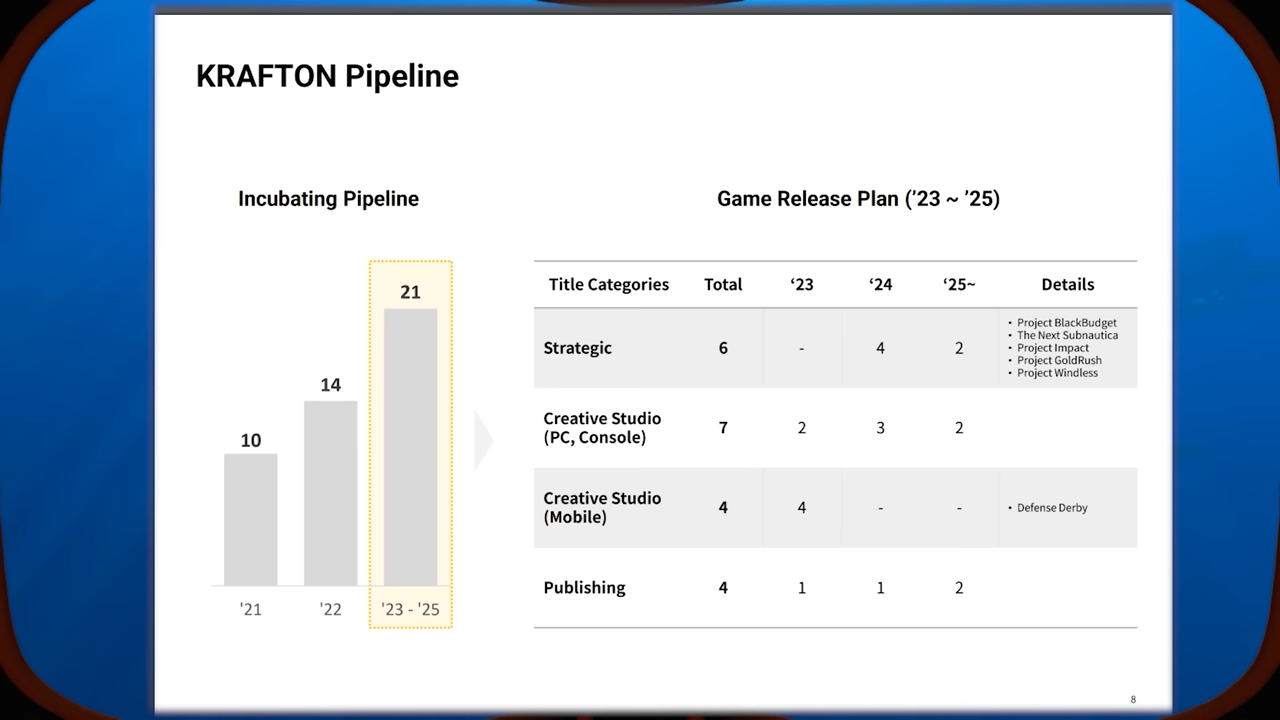 KRAFTON Pipeline
Incubating Pipeline
10
14
21
'21
'22
'23 - '25
Game Release Plan (’23 ~ ’25)
Title Categories Total ‘23 ‘24 ‘25~ Details
Strategic 6 - 4 2
• Project BlackBudget
• The Next Subnautica
• Project Impact
• Project GoldRush
• Project Windless
Creative Studio
(PC, Console) 7 2 3 2
Creative Studio
(Mobile) 4 4 - - • Defense Derby
Publishing 4 1 1 2
8